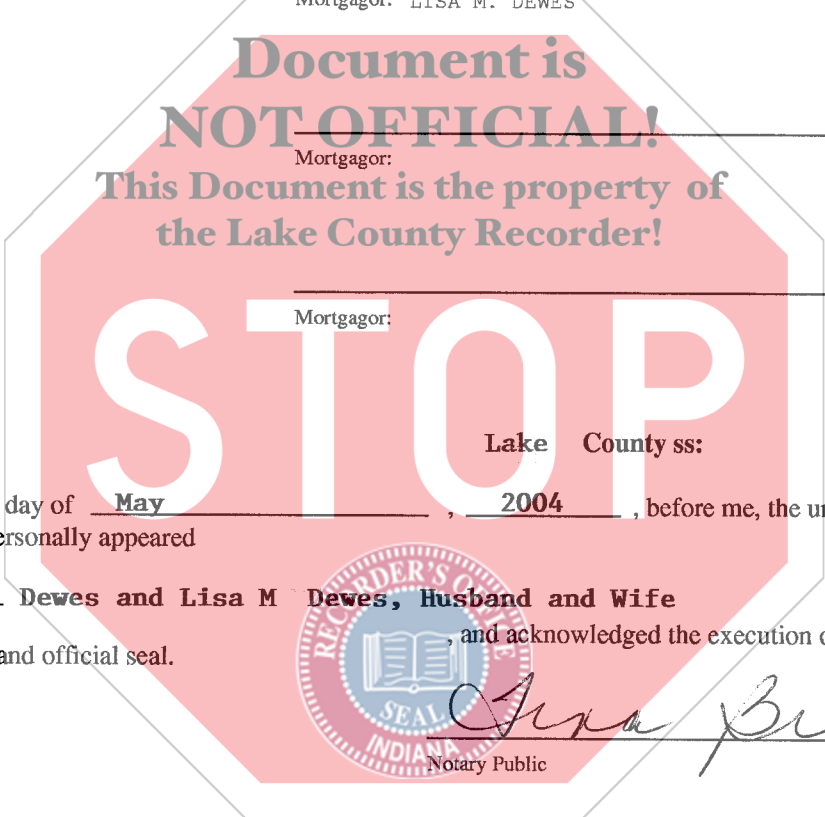 Mortgagor: LISA M. DEWES
Document is
NOT OFFICIAL!
Mortgagor:
This Document is the property of
the Lake County Recorder!
Mortgagor:
STOP
Lake County ss:
day of May , 2004 , before me, the
personally appeared
Dewes and Lisa M Dewes, Husband and Wife
, and acknowledged the execution
and official seal.
RECORDER'S OFFICE
SEAL
INDIANA
Notary Public